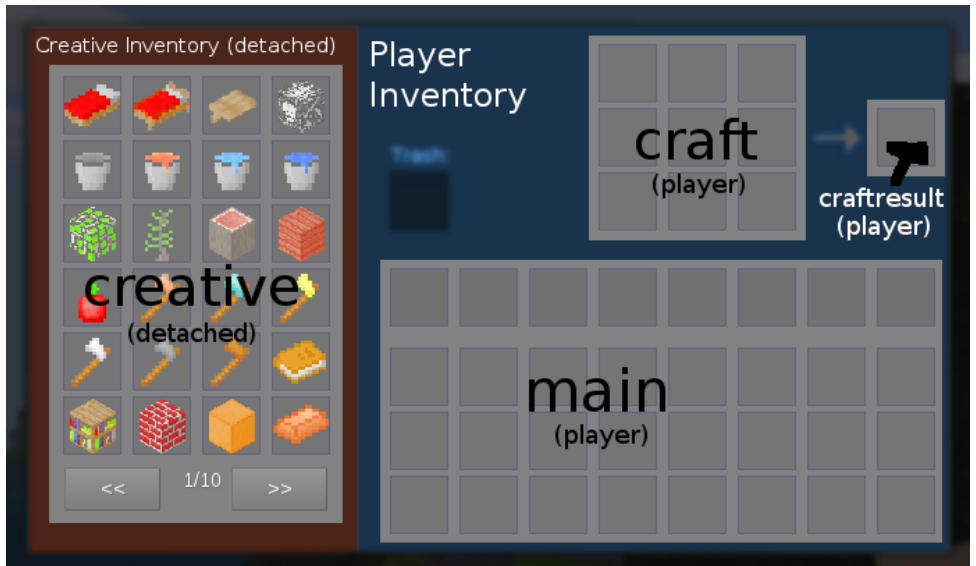 Creative Inventory (detached)
Player
Inventory
Trash:
craft
(player)
craftresult
(player)
creative
(detached)
main
(player)
<<
1/10
>>